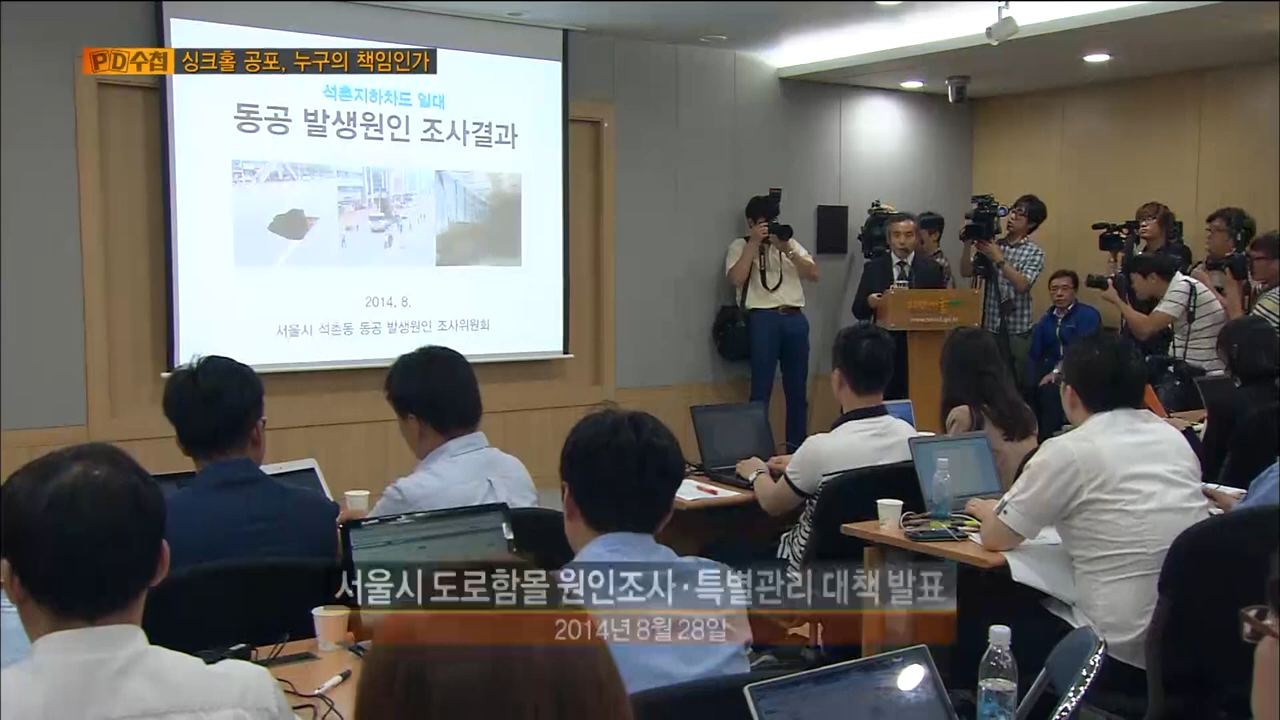 PD수첩 싱크홀 공포, 누구의 책임인가
석촌지하차도 일대
동공 발생원인 조사결과
2014. 8.
서울시 석촌동 동공 발생원인 조사위원회
서울시 도로함몰 원인조사·특별관리 대책 발표
2014년 8월 28일